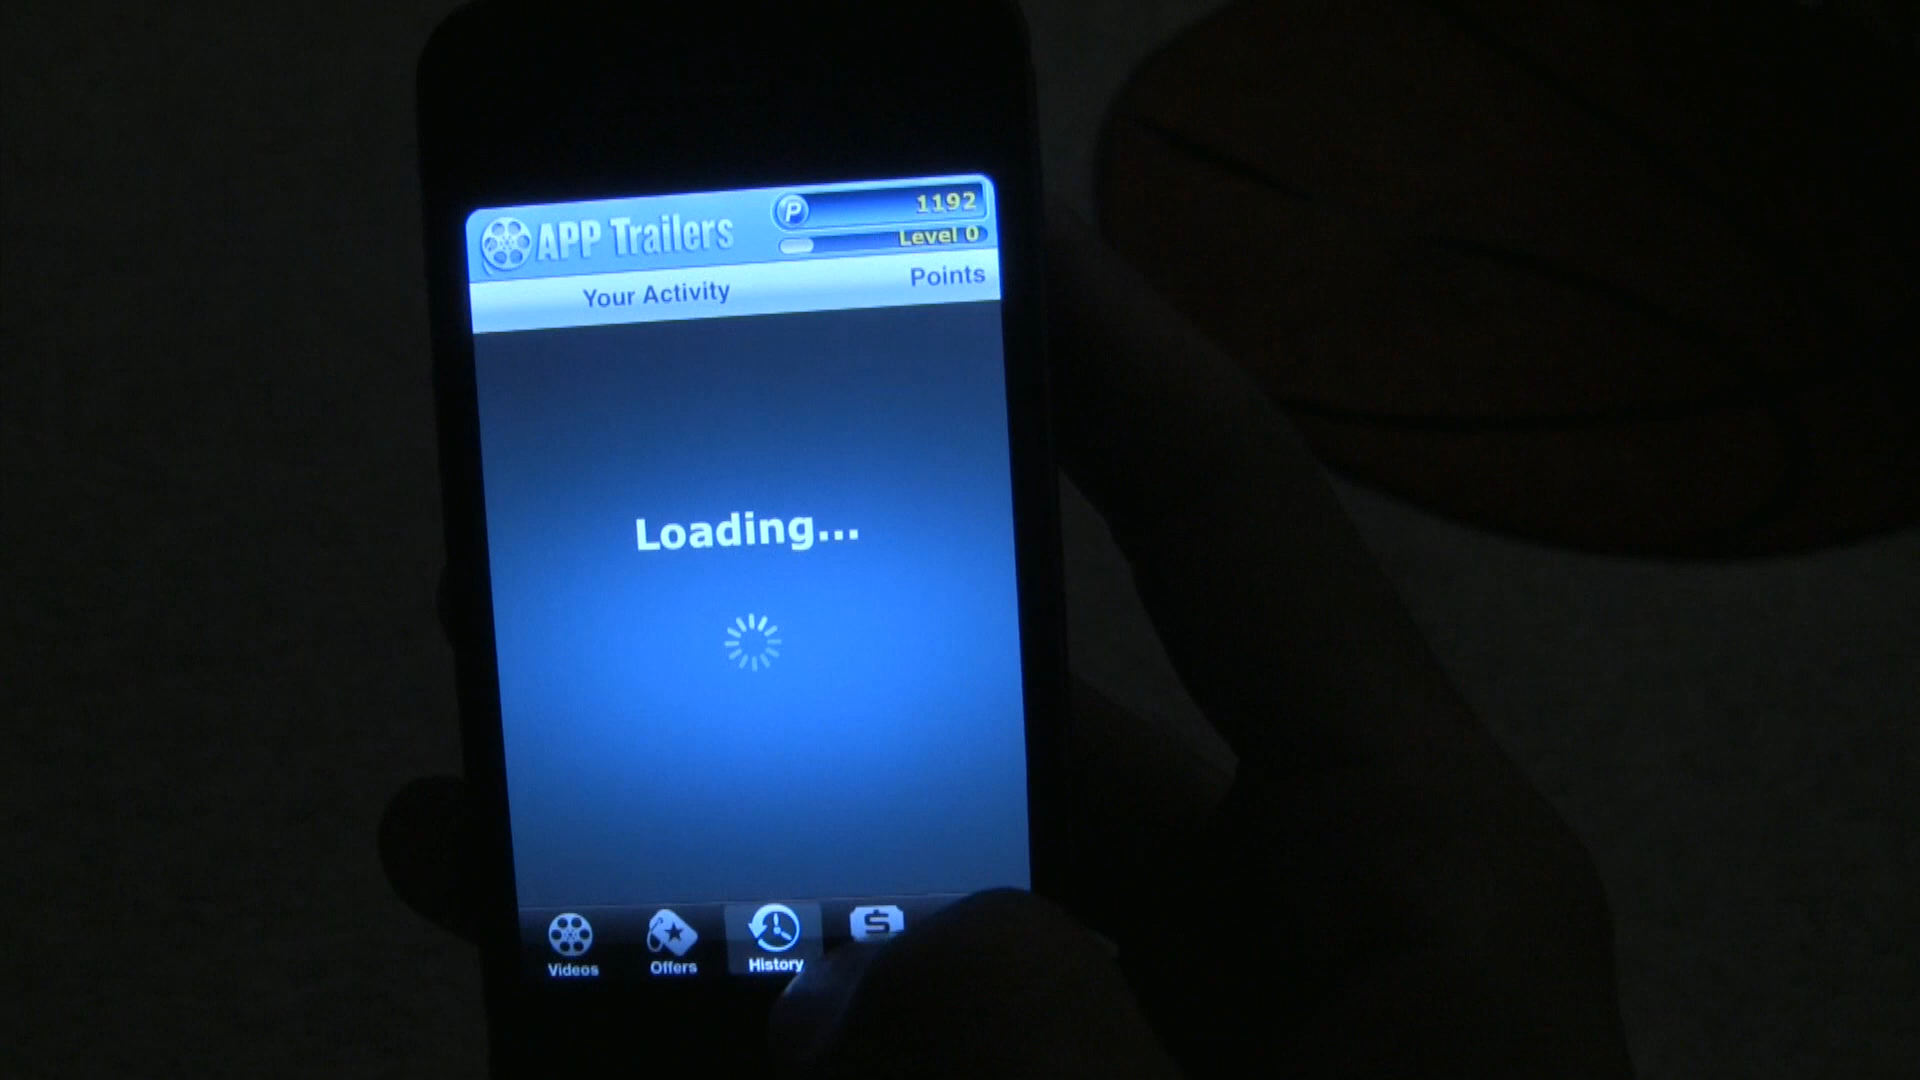 APP Trailers
P 1192
Level 0
Your Activity Points
Loading...
$
Videos Offers History